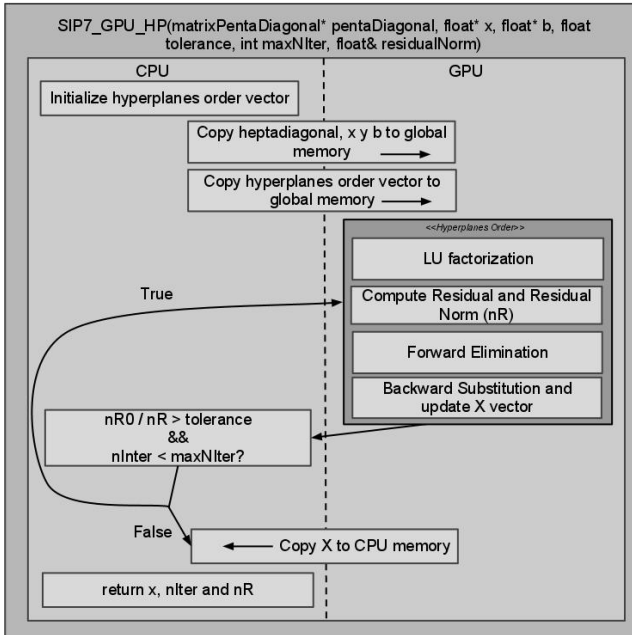 SIP7_GPU_HP(matrixPentaDiagonal* pentaDiagonal, float* x, float* b, float
tolerance, int maxNIter, float& residualNorm)
CPU
GPU
Initialize hyperplanes order vector
Copy heptadiagonal, x y b to global
memory
Copy hyperplanes order vector to
global memory
<<Hyperplanes Order>>
LU factorization
True
Compute Residual and Residual
Norm (nR)
Forward Elimination
Backward Substitution and
update X vector
nR0 / nR > tolerance
&&
nInter < maxNIter?
False
Copy X to CPU memory
return x, nIter and nR